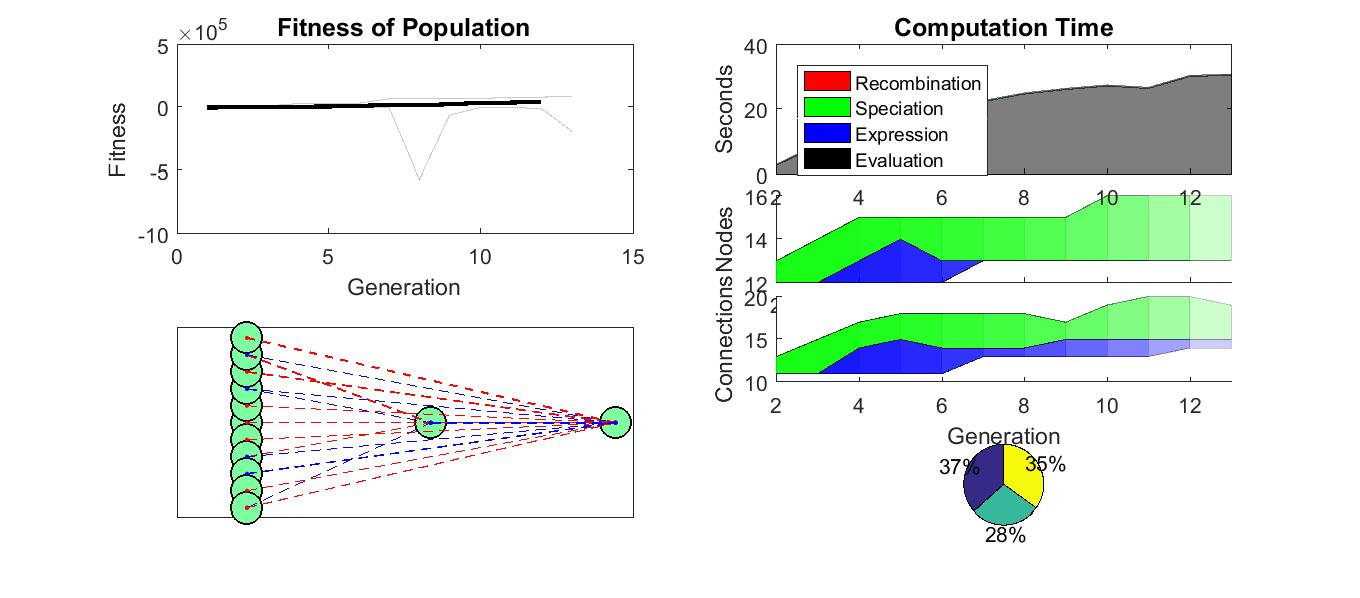 Fitness of Population
×10^5
5
0
-5
-10
Fitness
0 5 10 15
Generation
Computation Time
40
20
0
Seconds
Recombination
Speciation
Expression
Evaluation
2 4 6 8 10 12
16
14
12
Nodes
20
15
10
Connections
2 4 6 8 10 12
Generation
37%
35%
28%